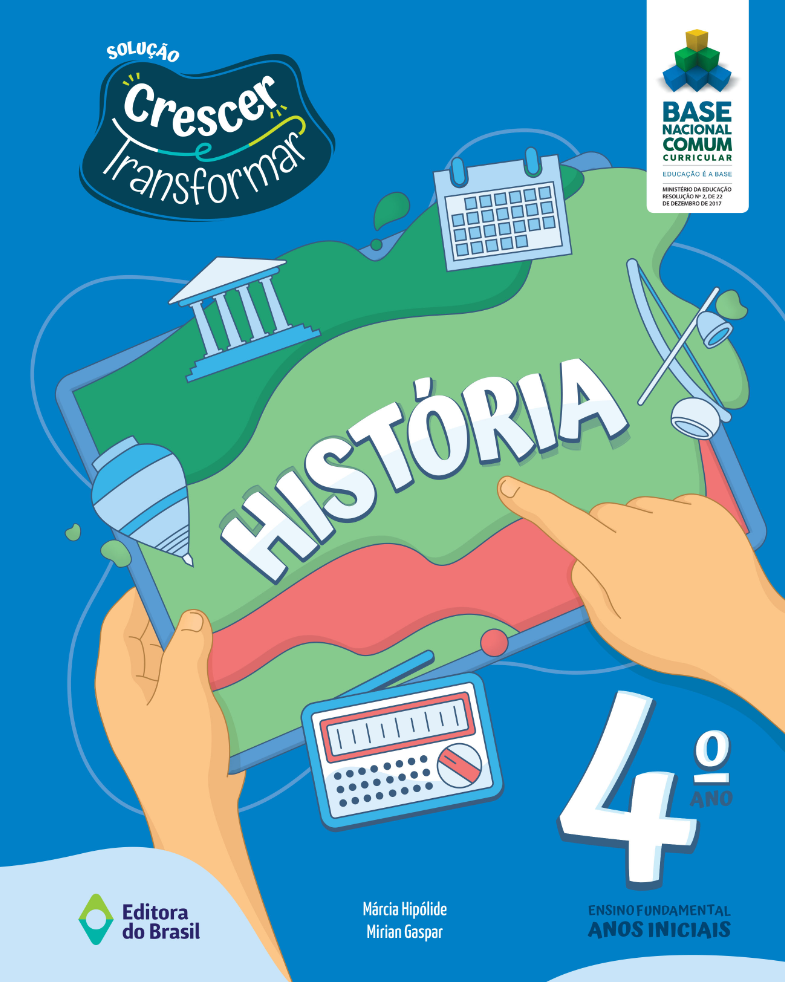 SOLUÇÃO
Crescer
Transformar
BASE
NACIONAL
COMUM
CURRICULAR
EDUCAÇÃO É A BASE
MINISTÉRIO DA EDUCAÇÃO
RESOLUÇÃO Nº 2, DE 22
DE DEZEMBRO DE 2017
HISTÓRIA
4º
ANO
ENSINO FUNDAMENTAL
ANOS INICIAIS
Márcia Hipólide
Mirian Gaspar
Editora
do Brasil